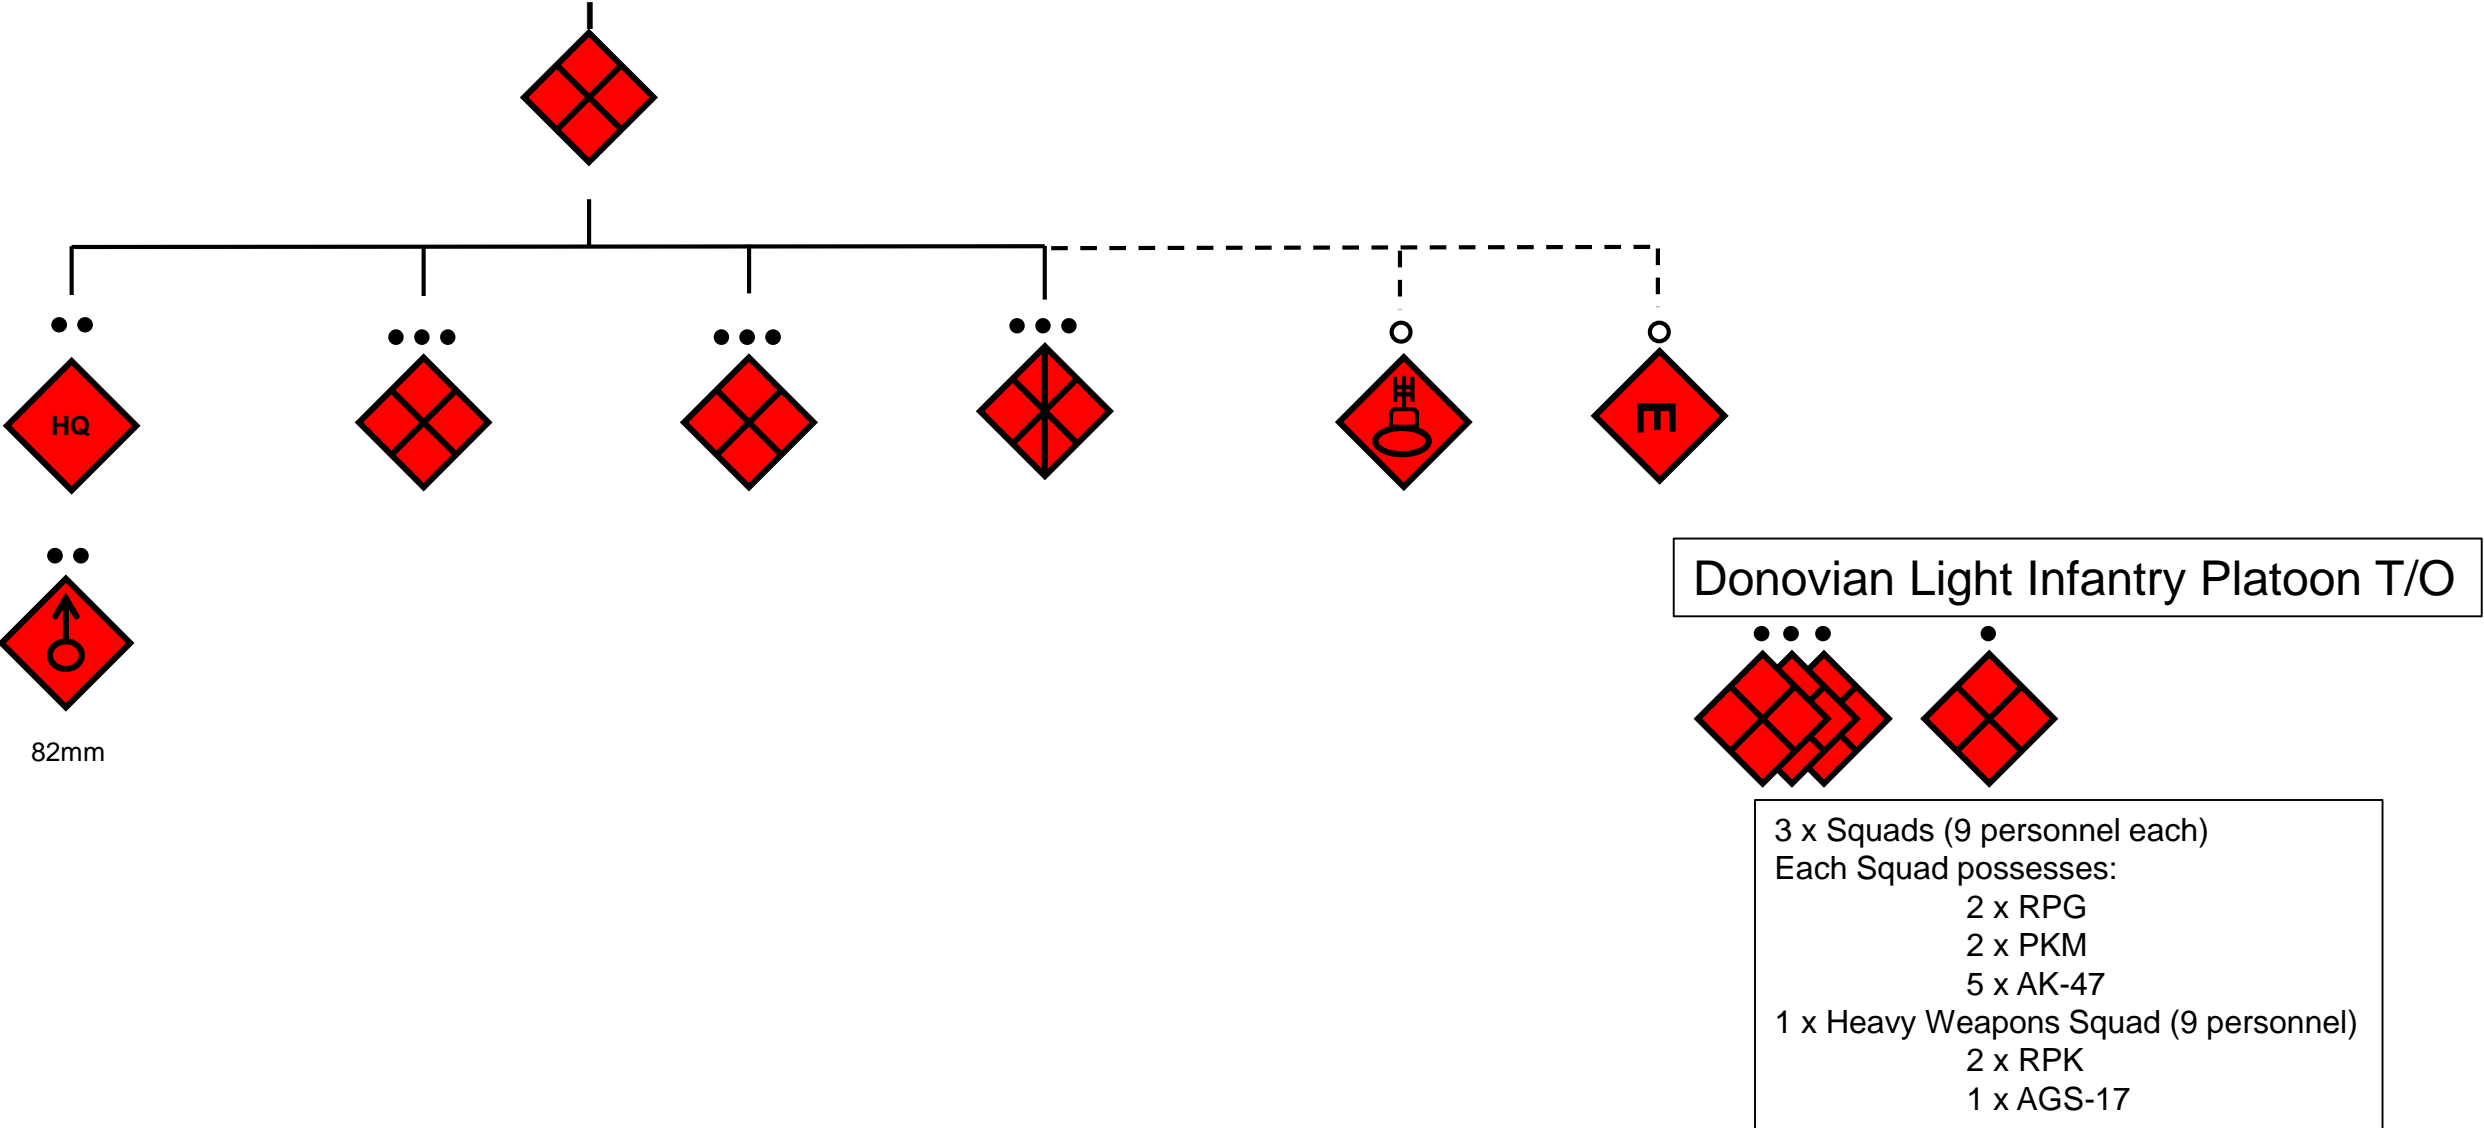 HQ
E
82mm
Donovian Light Infantry Platoon T/O
3 x Squads (9 personnel each)
Each Squad possesses:
2 x RPG
2 x PKM
5 x AK-47
1 x Heavy Weapons Squad (9 personnel)
2 x RPK
1 x AGS-17